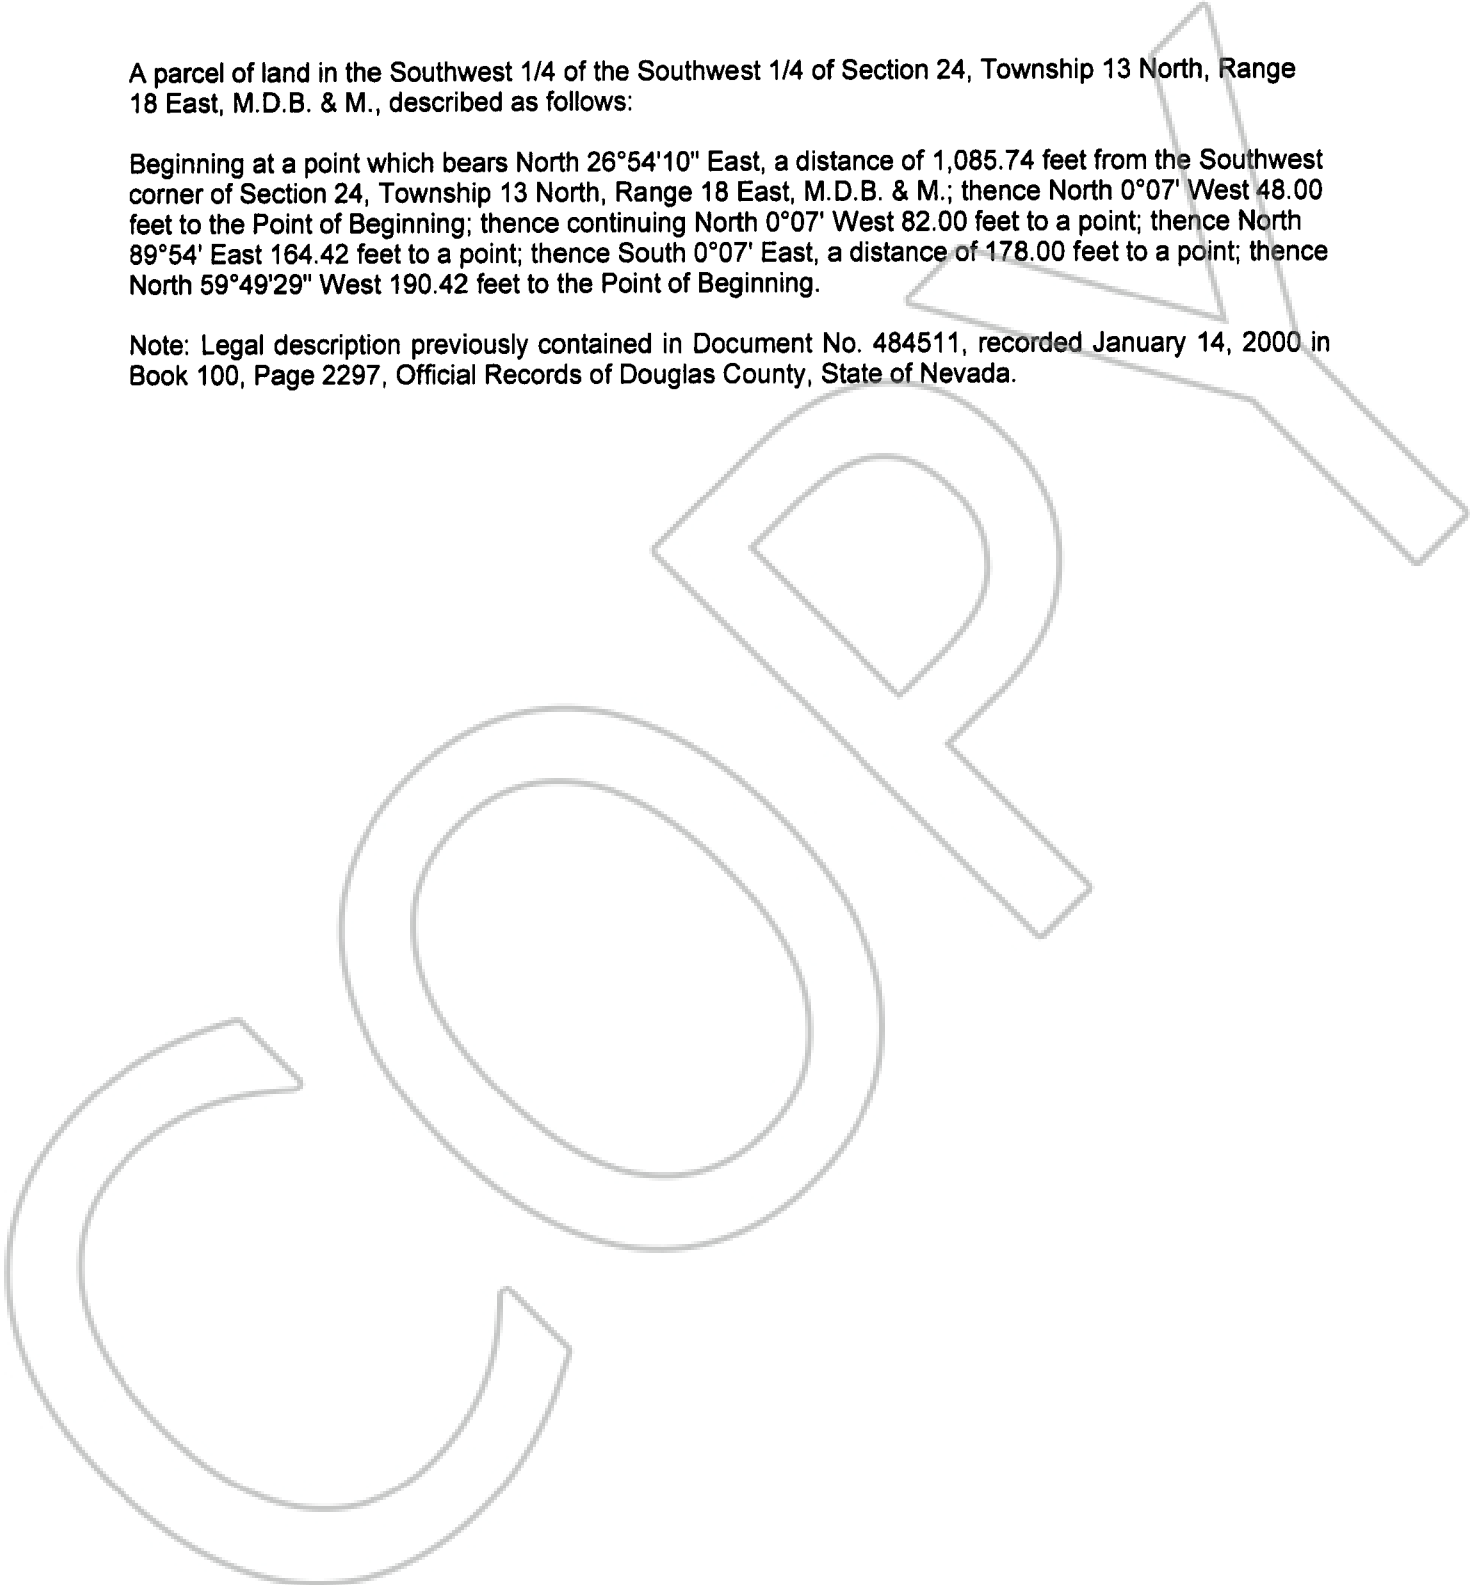 A parcel of land in the Southwest 1/4 of the Southwest 1/4 of Section 24, Township 13 North, Range
18 East, M.D.B. & M., described as follows:
Beginning at a point which bears North 26°54'10" East, a distance of 1,085.74 feet from the Southwest
corner of Section 24, Township 13 North, Range 18 East, M.D.B. & M.; thence North 0°07' West 48.00
feet to the Point of Beginning; thence continuing North 0°07' West 82.00 feet to a point; thence North
89°54' East 164.42 feet to a point; thence South 0°07' East, a distance of 178.00 feet to a point; thence
North 59°49'29" West 190.42 feet to the Point of Beginning.
Note: Legal description previously contained in Document No. 484511, recorded January 14, 2000 in
Book 100, Page 2297, Official Records of Douglas County, State of Nevada.
COPY